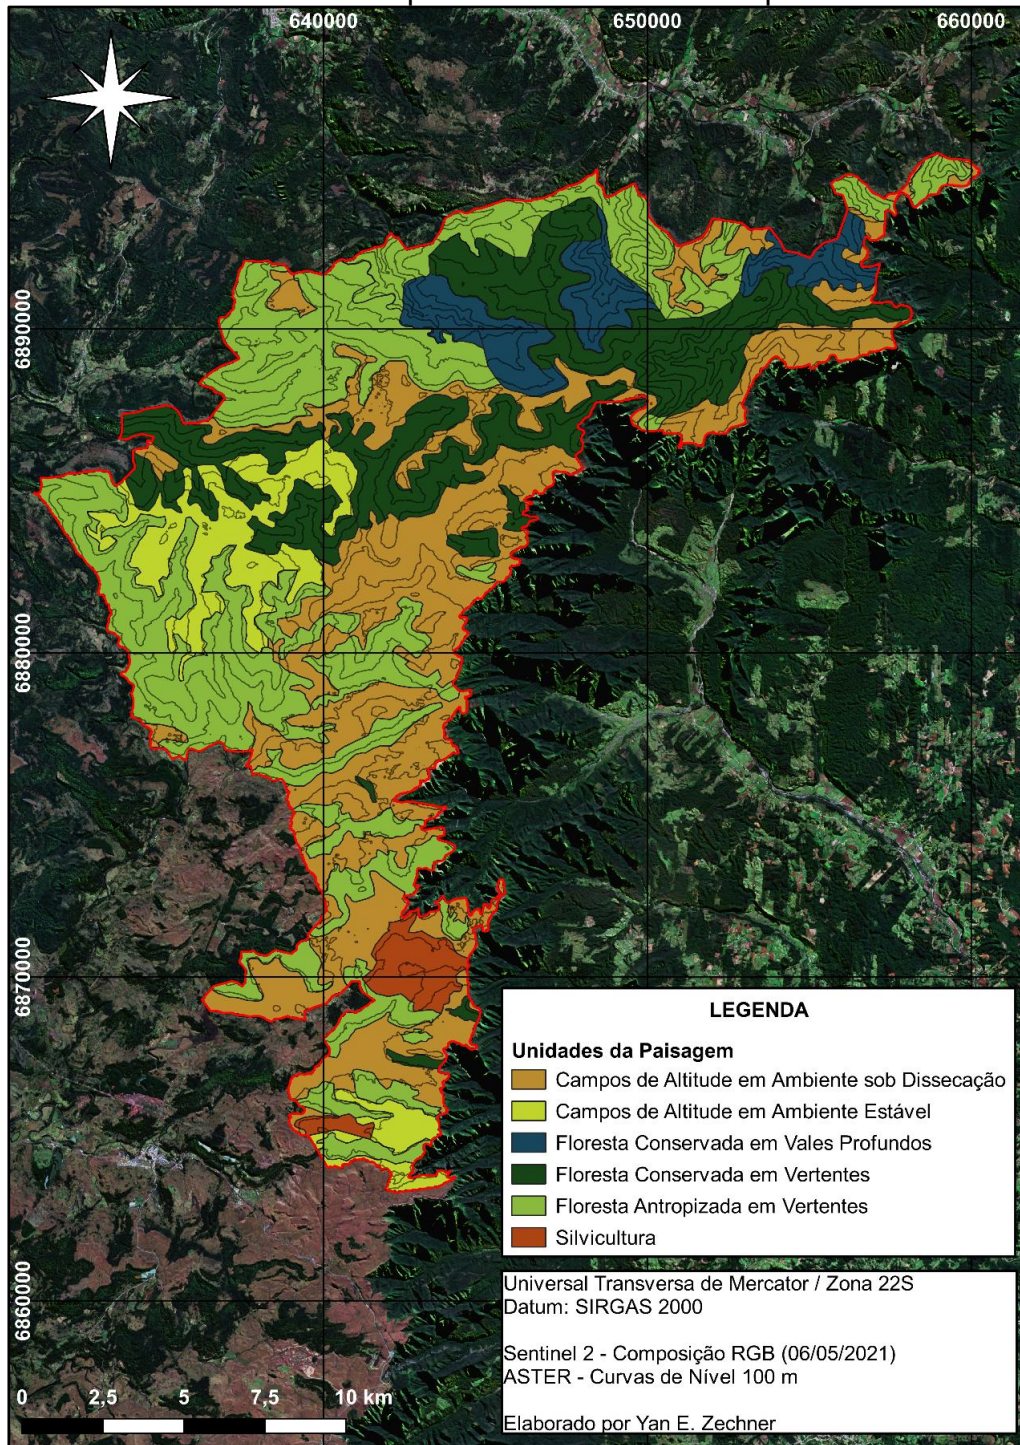 640000
650000
660000
6890000
6880000
6870000
6860000
LEGENDA
Unidades da Paisagem
Campos de Altitude em Ambiente sob Dissecação
Campos de Altitude em Ambiente Estável
Floresta Conservada em Vales Profundos
Floresta Conservada em Vertentes
Floresta Antropizada em Vertentes
Silvicultura
Universal Transversa de Mercator / Zona 22S
Datum: SIRGAS 2000
Sentinel 2 - Composição RGB (06/05/2021)
ASTER - Curvas de Nível 100 m
Elaborado por Yan E. Zechner
0 2,5 5 7,5 10 km